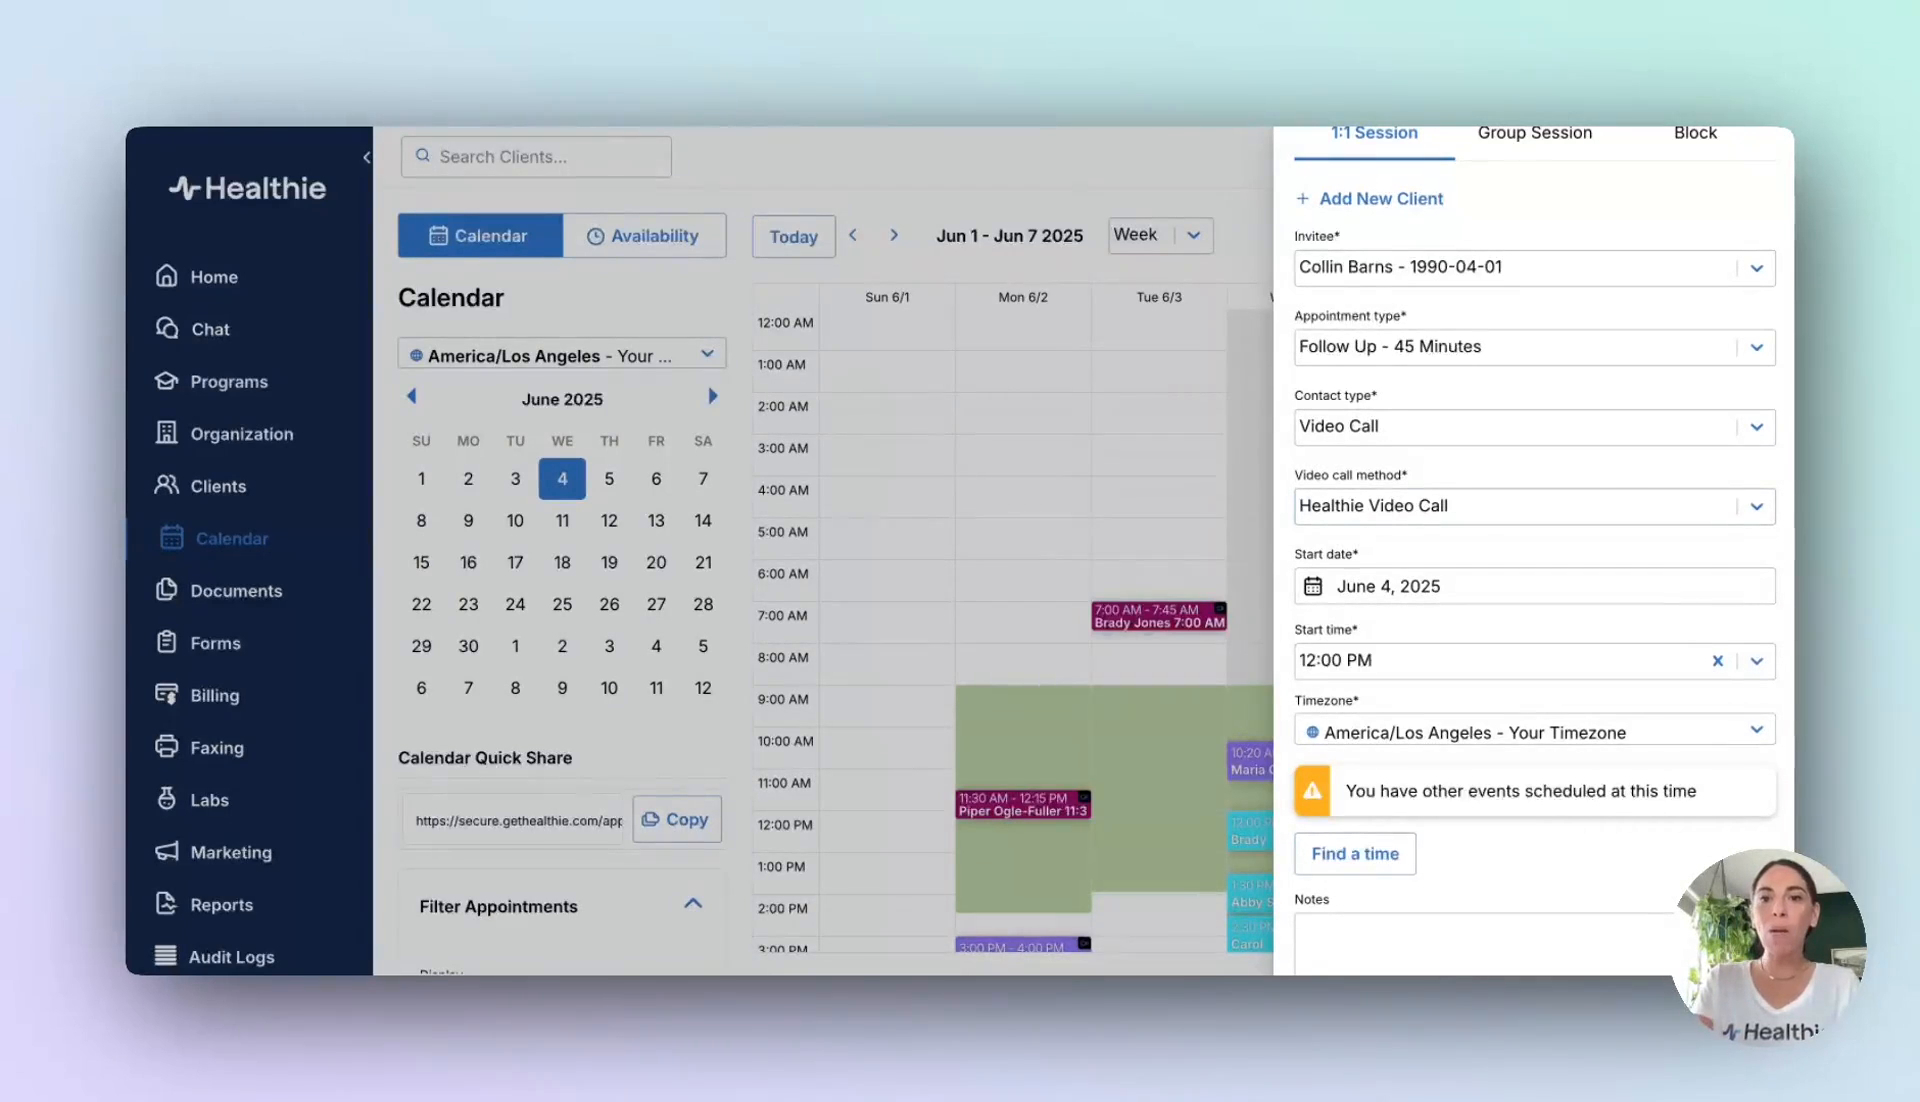 Healthie
Home
Chat
Programs
Organization
Clients
Calendar
Documents
Forms
Billing
Faxing
Labs
Marketing
Reports
Audit Logs
Search Clients...
Calendar
Availability
Calendar
America/Los Angeles - Your ...
June 2025
SU MO TU WE TH FR SA
1 2 3 4 5 6 7
8 9 10 11 12 13 14
15 16 17 18 19 20 21
22 23 24 25 26 27 28
29 30 1 2 3 4 5
6 7 8 9 10 11 12
Calendar Quick Share
https://secure.gethealthie.com/app
Copy
Filter Appointments
Today
Jun 1 - Jun 7 2025
Week
Sun 6/1
Mon 6/2
Tue 6/3
12:00 AM
1:00 AM
2:00 AM
3:00 AM
4:00 AM
5:00 AM
6:00 AM
7:00 AM
8:00 AM
9:00 AM
10:00 AM
11:00 AM
12:00 PM
1:00 PM
2:00 PM
3:00 PM
11:30 AM - 12:15 PM
Piper Ogle-Fuller 11:3
3:00 PM - 4:00 PM
7:00 AM - 7:45 AM
Brady Jones 7:00 AM
10:20 A
Maria
12:00 P
Brady
1:30 PM
Abby S
2:30 PM
Carol
1:1 Session
Group Session
Block
+ Add New Client
Invitee*
Collin Barns - 1990-04-01
Appointment type*
Follow Up - 45 Minutes
Contact type*
Video Call
Video call method*
Healthie Video Call
Start date*
June 4, 2025
Start time*
12:00 PM
Timezone*
America/Los Angeles - Your Timezone
You have other events scheduled at this time
Find a time
Notes
Healthi